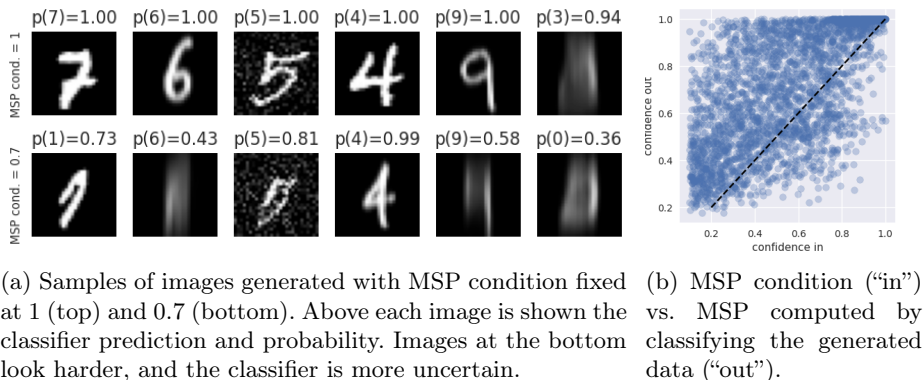 p(7)=1.00 p(6)=1.00 p(5)=1.00 p(4)=1.00 p(9)=1.00 p(3)=0.94
MSP cond. = 1
7 6 5 4 9
p(1)=0.73 p(6)=0.43 p(5)=0.81 p(4)=0.99 p(9)=0.58 p(0)=0.36
MSP cond. = 0.7
4
1.0
0.8
0.6
0.4
0.2
confidence out
0.2 0.4 0.6 0.8 1.0
confidence in
(a) Samples of images generated with MSP condition fixed
at 1 (top) and 0.7 (bottom). Above each image is shown the
classifier prediction and probability. Images at the bottom
look harder, and the classifier is more uncertain.
(b) MSP condition (“in”)
vs. MSP computed by
classifying the generated
data (“out”).